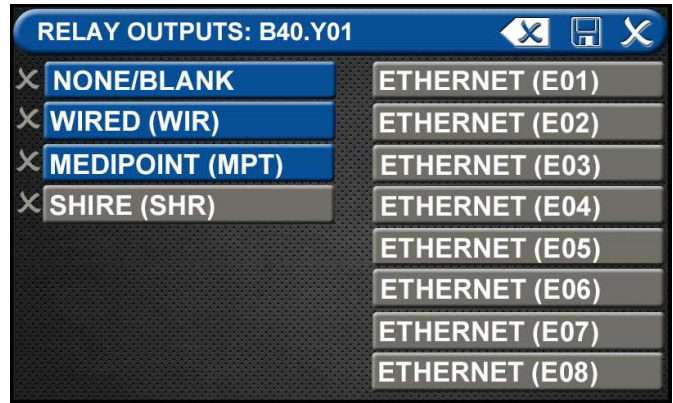 RELAY OUTPUTS: B40.Y01
NONE/BLANK
WIRED (WIR)
MEDIPOINT (MPT)
SHIRE (SHR)
ETHERNET (E01)
ETHERNET (E02)
ETHERNET (E03)
ETHERNET (E04)
ETHERNET (E05)
ETHERNET (E06)
ETHERNET (E07)
ETHERNET (E08)